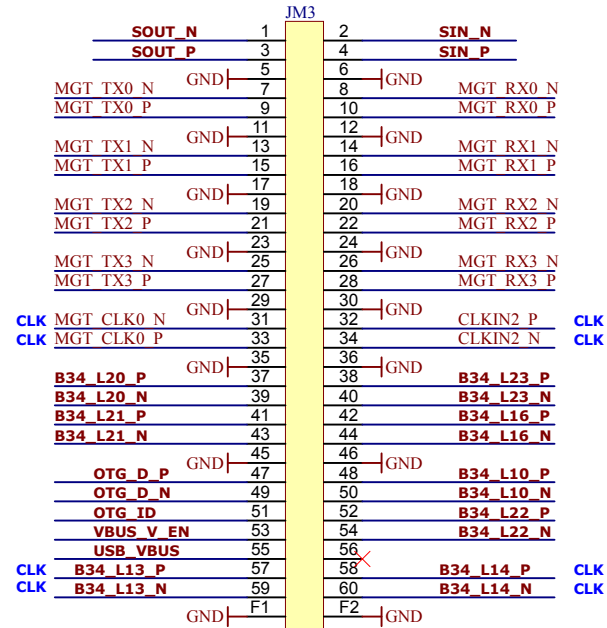 JM3
SOUT_N 1 2 SIN_N
SOUT_P 3 4 SIN_P
GND 5 6 GND
MGT_TX0_N 7 8 MGT_RX0_N
MGT_TX0_P 9 10 MGT_RX0_P
GND 11 12 GND
MGT_TX1_N 13 14 MGT_RX1_N
MGT_TX1_P 15 16 MGT_RX1_P
GND 17 18 GND
MGT_TX2_N 19 20 MGT_RX2_N
MGT_TX2_P 21 22 MGT_RX2_P
GND 23 24 GND
MGT_TX3_N 25 26 MGT_RX3_N
MGT_TX3_P 27 28 MGT_RX3_P
GND 29 30 GND
CLK MGT_CLK0_N 31 32 CLKIN2_P CLK
CLK MGT_CLK0_P 33 34 CLKIN2_N CLK
GND 35 36 GND
B34_L20_P 37 38 B34_L23_P
B34_L20_N 39 40 B34_L23_N
B34_L21_P 41 42 B34_L16_P
B34_L21_N 43 44 B34_L16_N
GND 45 46 GND
OTG_D_P 47 48 B34_L10_P
OTG_D_N 49 50 B34_L10_N
OTG_ID 51 52 B34_L22_P
VBUS_V_EN 53 54 B34_L22_N
USB_VBUS 55 56
CLK B34_L13_P 57 58 B34_L14_P CLK
CLK B34_L13_N 59 60 B34_L14_N CLK
GND F1 F2 GND